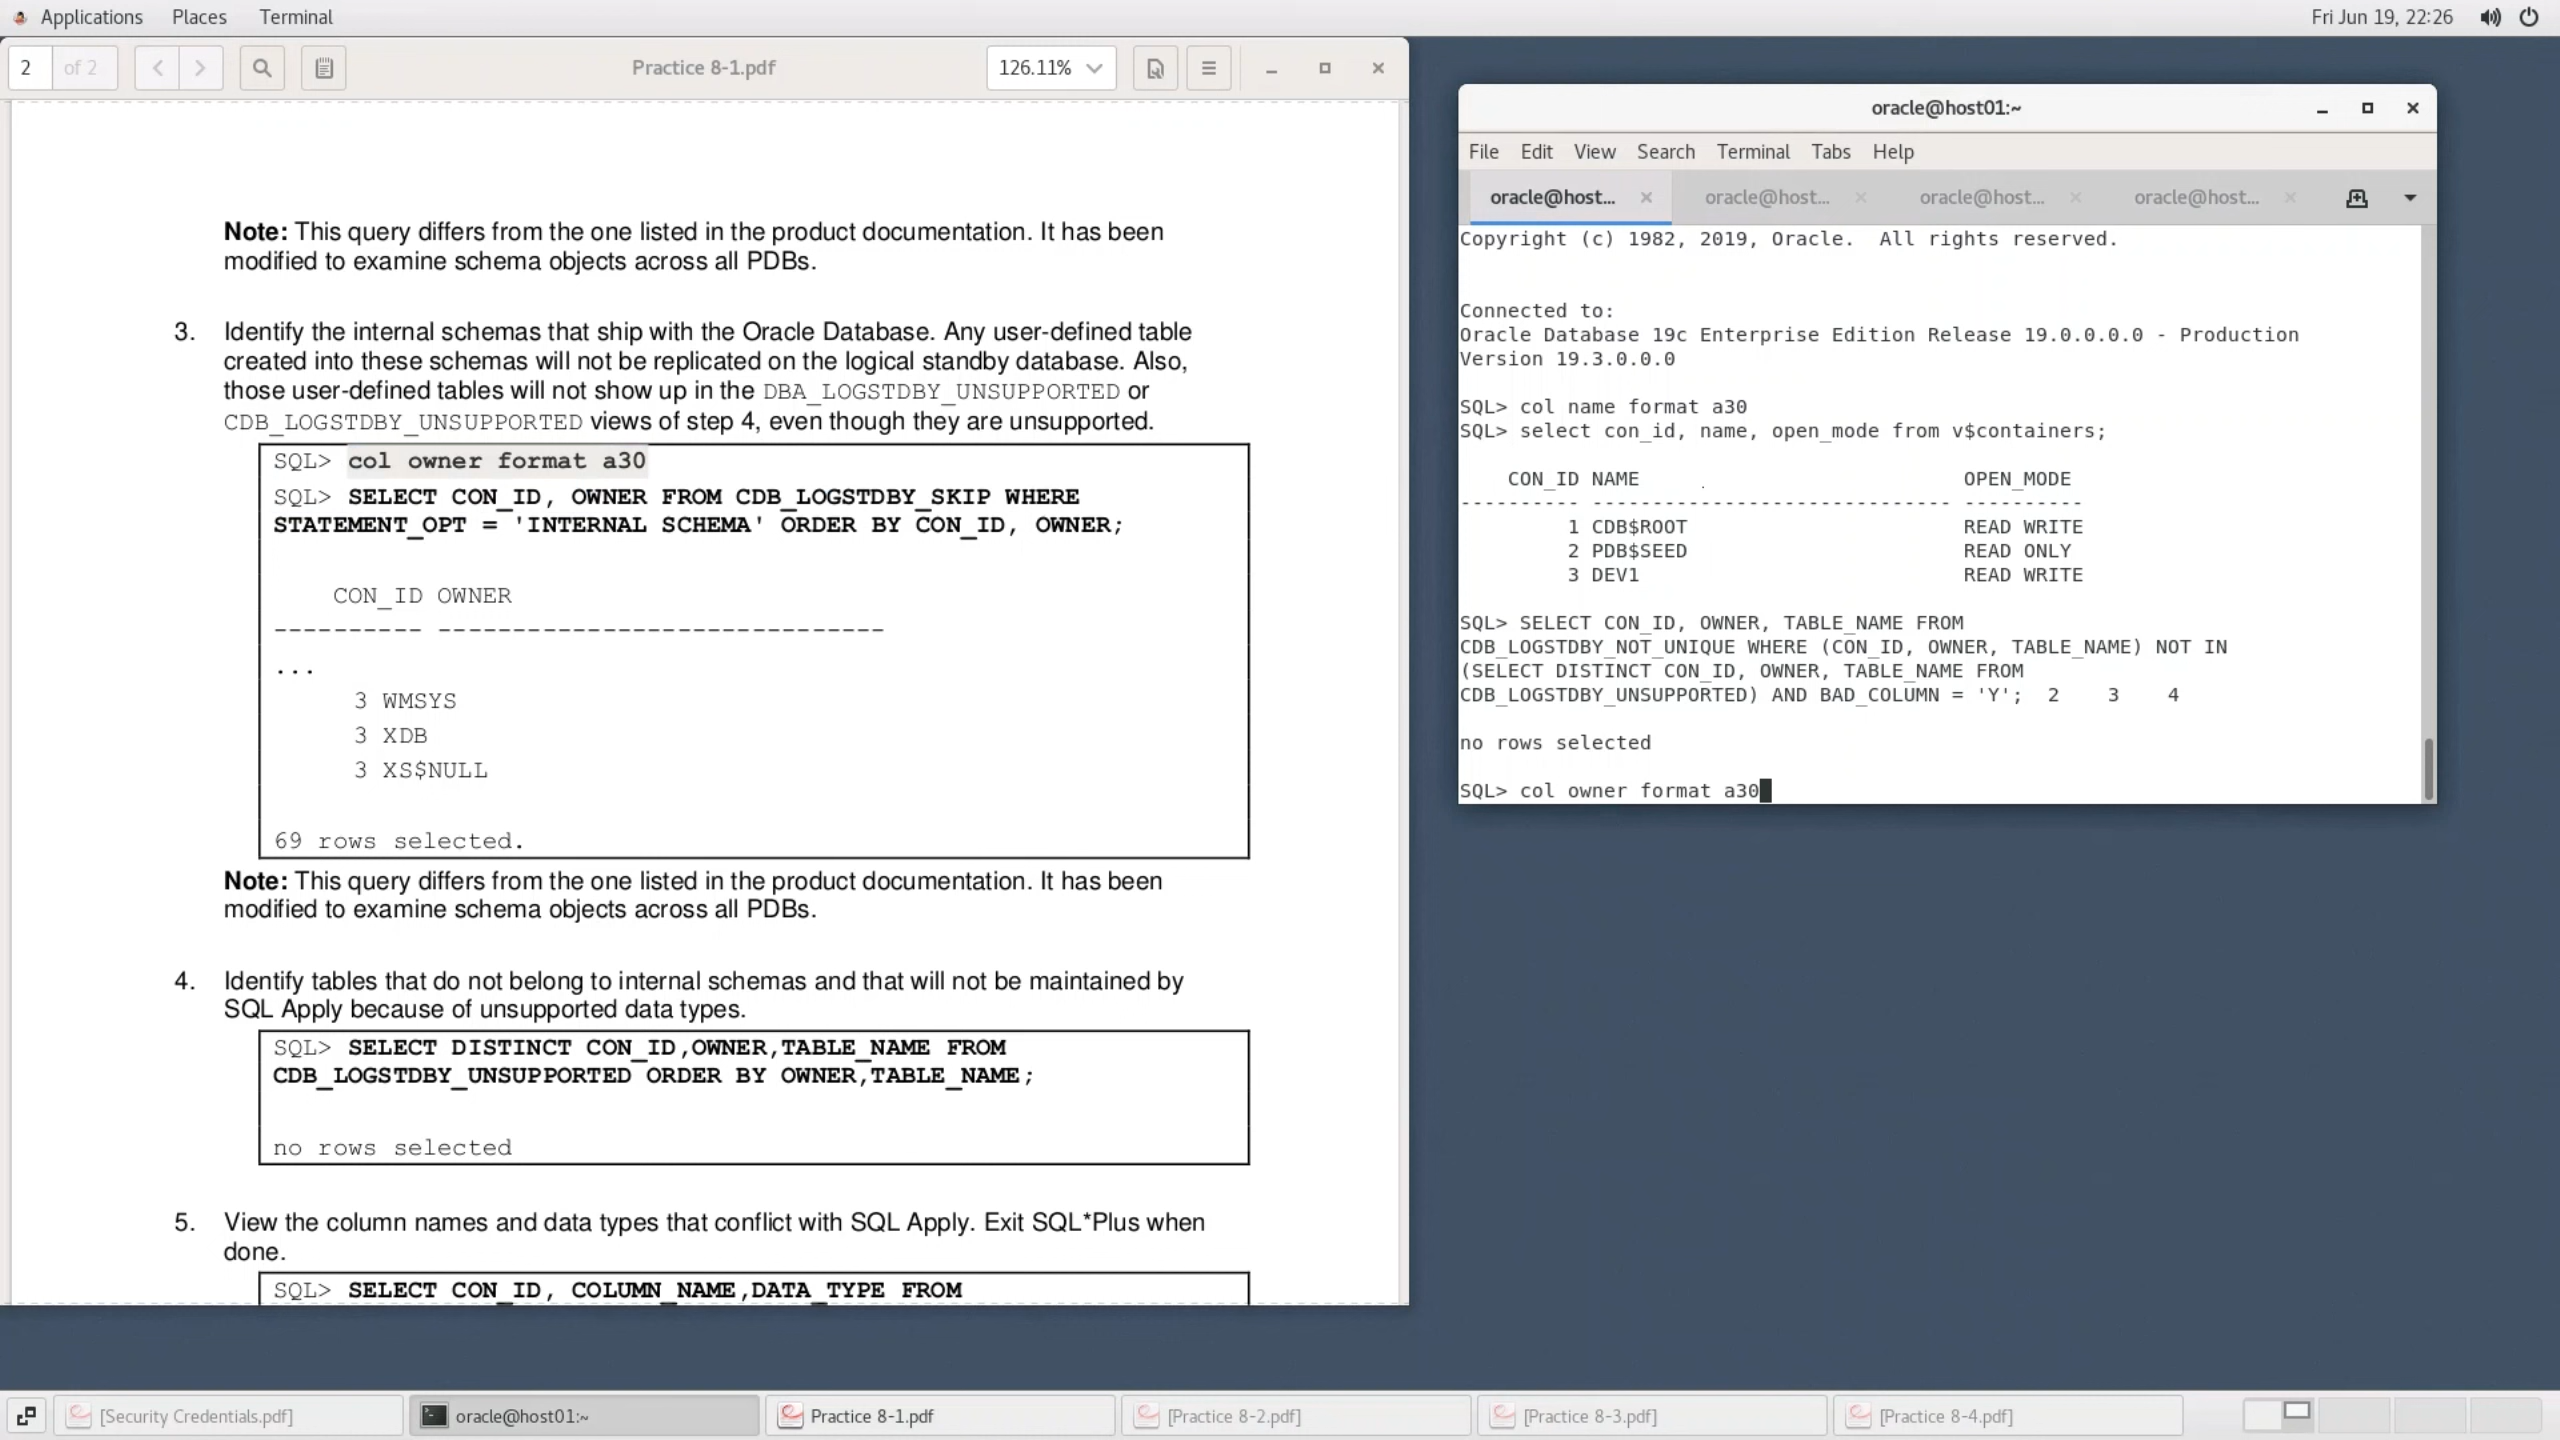 Applications Places Terminal Fri Jun 19, 22:26
2 of 2 Practice 8-1.pdf 126.11%
Note: This query differs from the one listed in the product documentation. It has been
modified to examine schema objects across all PDBs.
3. Identify the internal schemas that ship with the Oracle Database. Any user-defined table
created into these schemas will not be replicated on the logical standby database. Also,
those user-defined tables will not show up in the DBA_LOGSTDBY_UNSUPPORTED or
CDB_LOGSTDBY_UNSUPPORTED views of step 4, even though they are unsupported.
SQL> col owner format a30
SQL> SELECT CON_ID, OWNER FROM CDB_LOGSTDBY_SKIP WHERE
STATEMENT_OPT = 'INTERNAL SCHEMA' ORDER BY CON_ID, OWNER;
CON_ID OWNER
---------- ------------------------------
...
3 WMSYS
3 XDB
3 XS$NULL
69 rows selected.
Note: This query differs from the one listed in the product documentation. It has been
modified to examine schema objects across all PDBs.
4. Identify tables that do not belong to internal schemas and that will not be maintained by
SQL Apply because of unsupported data types.
SQL> SELECT DISTINCT CON_ID,OWNER,TABLE_NAME FROM
CDB_LOGSTDBY_UNSUPPORTED ORDER BY OWNER,TABLE_NAME;
no rows selected
5. View the column names and data types that conflict with SQL Apply. Exit SQL*Plus when
done.
SQL> SELECT CON_ID, COLUMN_NAME,DATA_TYPE FROM
oracle@host01:~
File Edit View Search Terminal Tabs Help
oracle@host... oracle@host... oracle@host... oracle@host...
Copyright (c) 1982, 2019, Oracle.  All rights reserved.
Connected to:
Oracle Database 19c Enterprise Edition Release 19.0.0.0.0 - Production
Version 19.3.0.0.0
SQL> col name format a30
SQL> select con_id, name, open_mode from v$containers;
CON_ID NAME OPEN_MODE
---------- ------------------------------ ----------
1 CDB$ROOT READ WRITE
2 PDB$SEED READ ONLY
3 DEV1 READ WRITE
SQL> SELECT CON_ID, OWNER, TABLE_NAME FROM
CDB_LOGSTDBY_NOT_UNIQUE WHERE (CON_ID, OWNER, TABLE_NAME) NOT IN
(SELECT DISTINCT CON_ID, OWNER, TABLE_NAME FROM
CDB_LOGSTDBY_UNSUPPORTED) AND BAD_COLUMN = 'Y';  2    3    4
no rows selected
SQL> col owner format a30
[Security Credentials.pdf] oracle@host01:~ Practice 8-1.pdf [Practice 8-2.pdf] [Practice 8-3.pdf] [Practice 8-4.pdf]